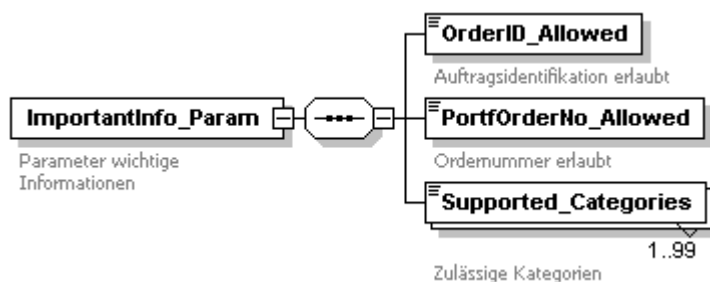 OrderID_Allowed
Auftragsidentifikation erlaubt
ImportantInfo_Param
Parameter wichtige
Informationen
PortfOrderNo_Allowed
Ordernummer erlaubt
Supported_Categories
1..99
Zulässige Kategorien